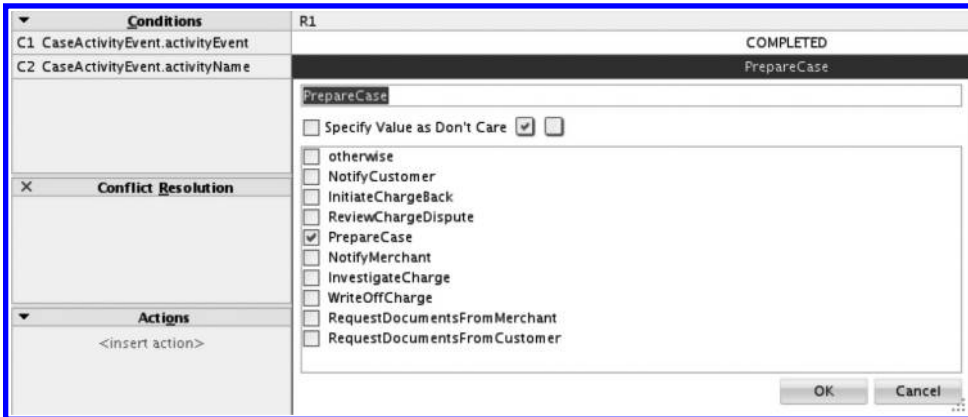 Conditions R1
C1 CaseActivityEvent.activityEvent COMPLETED
C2 CaseActivityEvent.activityName PrepareCase
PrepareCase
Specify Value as Don't Care
otherwise
NotifyCustomer
InitiateChargeBack
ReviewChargeDispute
PrepareCase
NotifyMerchant
InvestigateCharge
WriteOffCharge
RequestDocumentsFromMerchant
RequestDocumentsFromCustomer
Conflict Resolution
Actions
<insert action>
OK Cancel